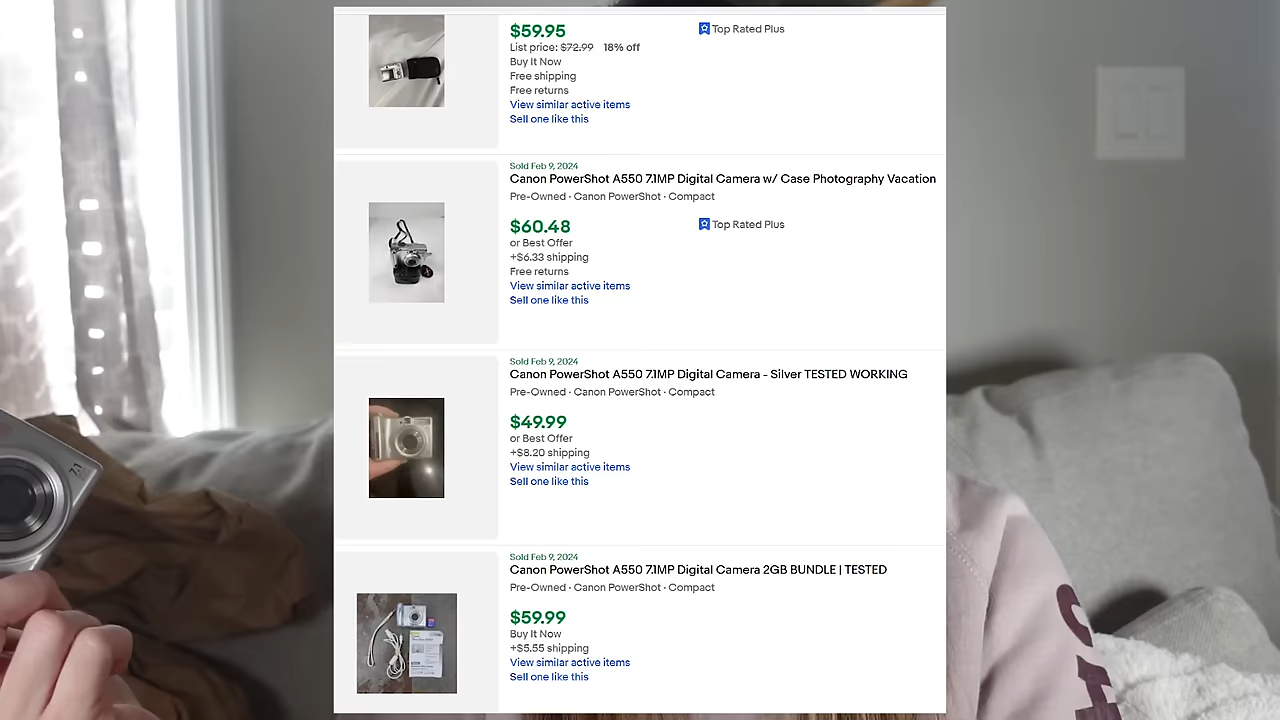 $59.95
Top Rated Plus
List price: $72.99 18% off
Buy It Now
Free shipping
Free returns
View similar active items
Sell one like this
Sold Feb 9, 2024
Canon PowerShot A550 7.1MP Digital Camera w/ Case Photography Vacation
Pre-Owned · Canon PowerShot · Compact
$60.48
Top Rated Plus
or Best Offer
+$6.33 shipping
Free returns
View similar active items
Sell one like this
Sold Feb 9, 2024
Canon PowerShot A550 7.1MP Digital Camera - Silver TESTED WORKING
Pre-Owned · Canon PowerShot · Compact
$49.99
or Best Offer
+$8.20 shipping
View similar active items
Sell one like this
Sold Feb 9, 2024
Canon PowerShot A550 7.1MP Digital Camera 2GB BUNDLE | TESTED
Pre-Owned · Canon PowerShot · Compact
$59.99
Buy It Now
+$5.55 shipping
View similar active items
Sell one like this
7.1